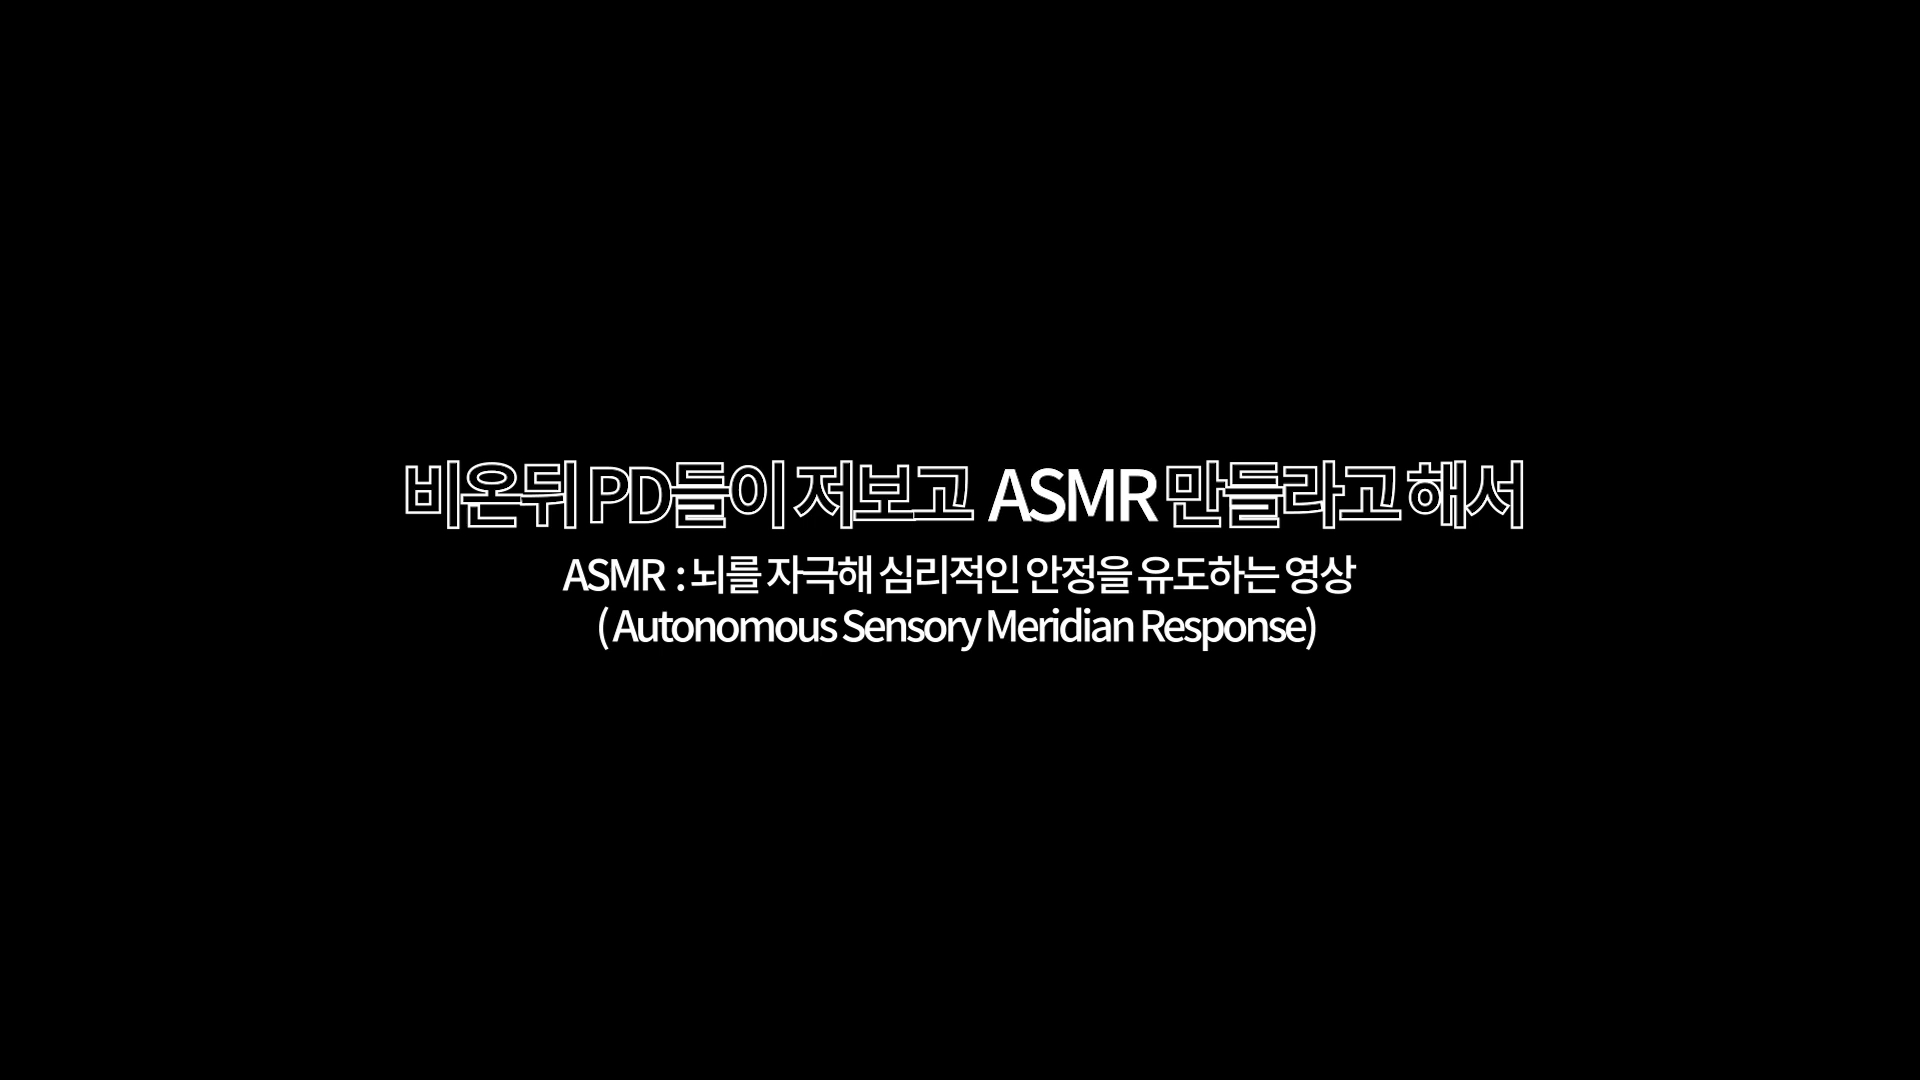 비온뒤 PD들이 저보고 ASMR 만들라고 해서
ASMR : 뇌를 자극해 심리적인 안정을 유도하는 영상
( Autonomous Sensory Meridian Response)